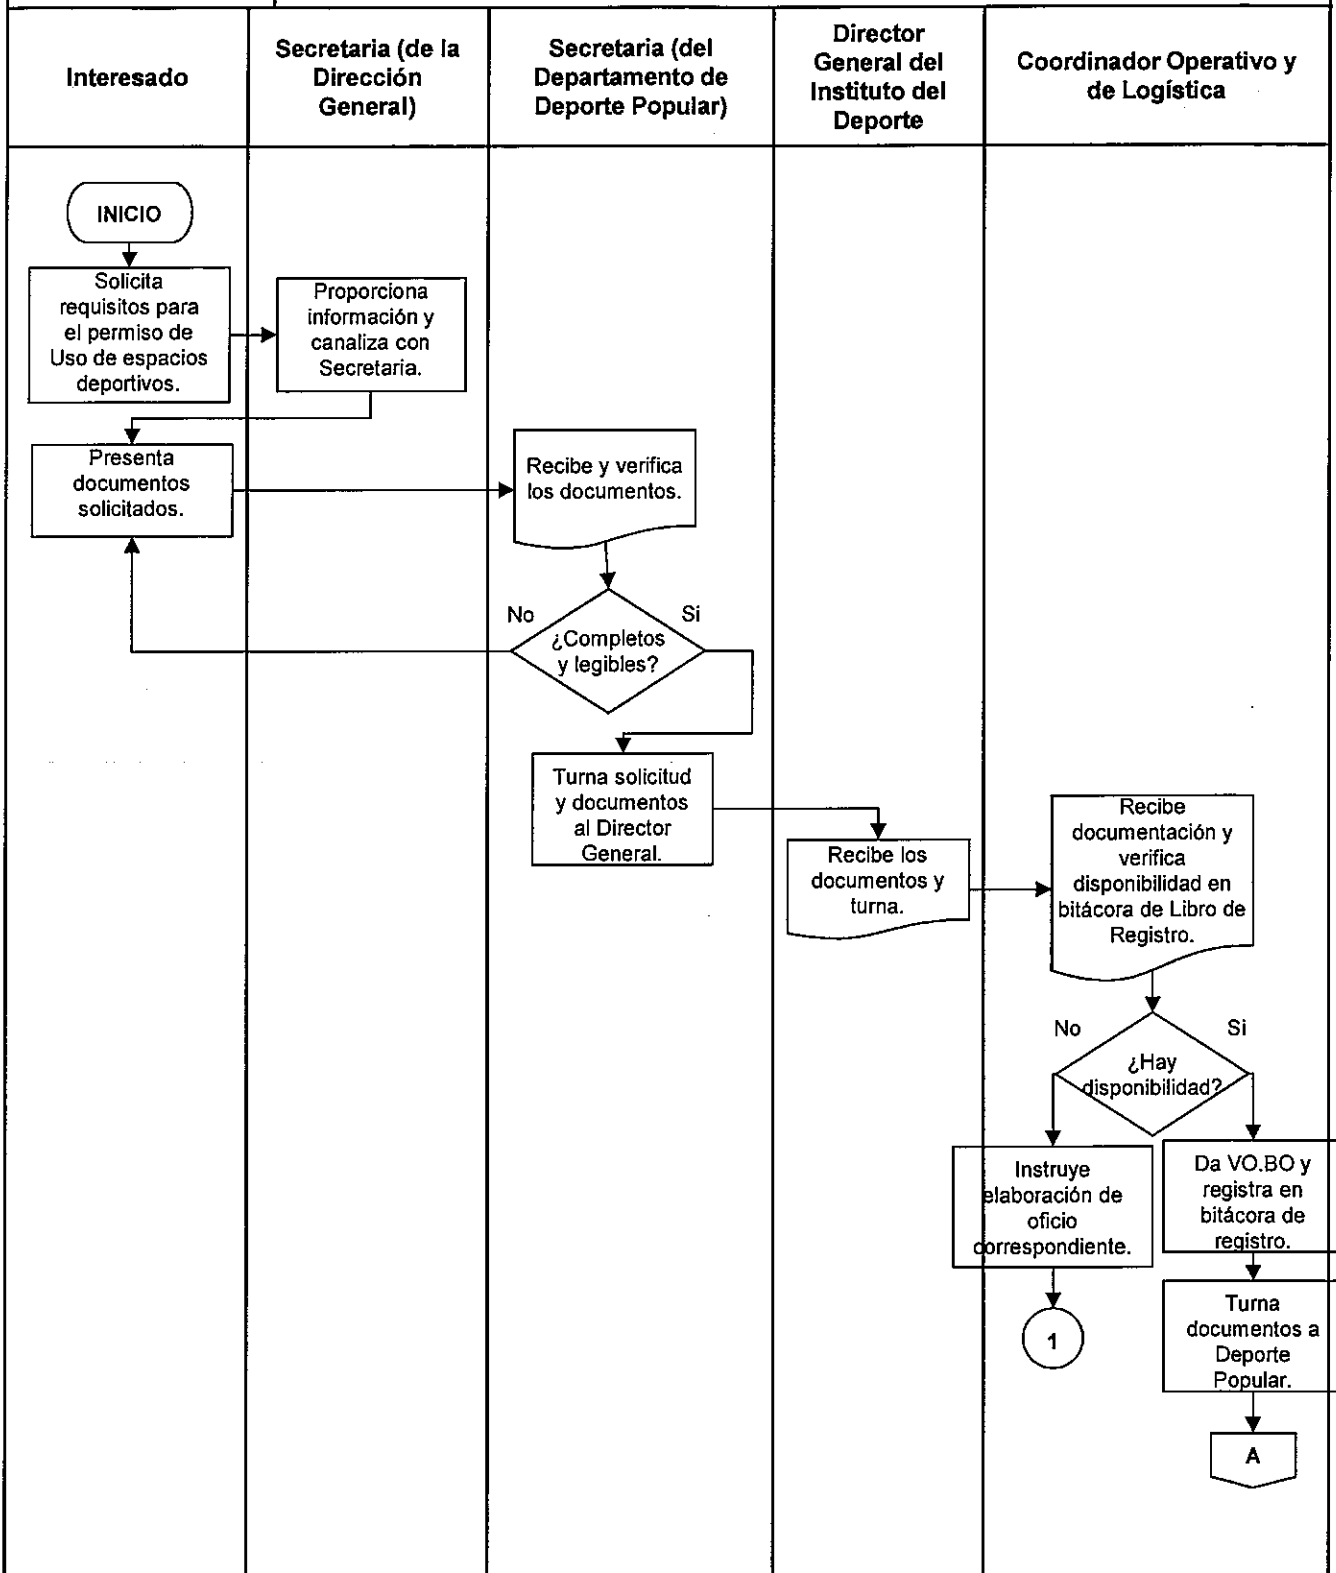 Interesado
Secretaria (de la
Dirección
General)
Secretaria (del
Departamento de
Deporte Popular)
Director
General del
Instituto del
Deporte
Coordinador Operativo y
de Logística
INICIO
Solicita
requisitos para
el permiso de
Uso de espacios
deportivos.
Proporciona
información y
canaliza con
Secretaria.
Presenta
documentos
solicitados.
Recibe y verifica
los documentos.
No
Si
¿Completos
y legibles?
Turna solicitud
y documentos
al Director
General.
Recibe los
documentos y
turna.
Recibe
documentación y
verifica
disponibilidad en
bitácora de Libro de
Registro.
No
Si
¿Hay
disponibilidad?
Instruye
elaboración de
oficio
correspondiente.
1
Da VO.BO y
registra en
bitácora de
registro.
Turna
documentos a
Deporte
Popular.
A